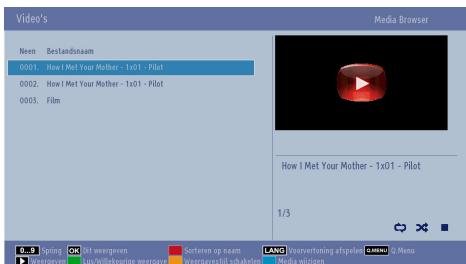 Video's
Media Browser
Neen Bestandsnaam
0001. How I Met Your Mother - 1x01 - Pilot
0002. How I Met Your Mother - 1x01 - Pilot
0003. Film
How I Met Your Mother - 1x01 - Pilot
1/3
0...9 Spring OK Dit weergeven Sorteren op naam LANG Voorvertoning afspelen Q.MENU Q.Menu
Weergeven Lus/Willekeurige weergave Weergavestijl schakelen Media wijzigen